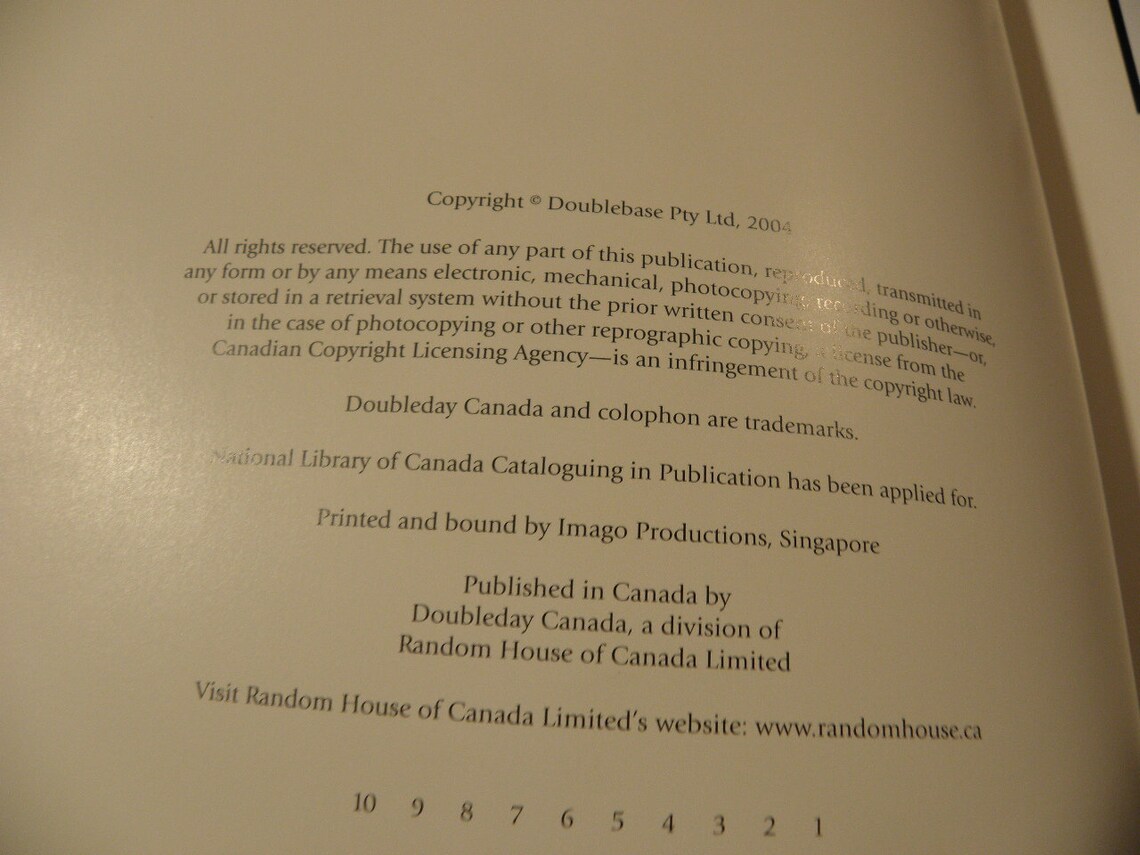 Copyright © Doublebase Pty Ltd, 2004
All rights reserved. The use of any part of this publication, reproduced, transmitted in
any form or by any means electronic, mechanical, photocopying, recording or otherwise,
or stored in a retrieval system without the prior written consent of the publisher—or,
in the case of photocopying or other reprographic copying, a license from the
Canadian Copyright Licensing Agency—is an infringement of the copyright law.
Doubleday Canada and colophon are trademarks.
National Library of Canada Cataloguing in Publication has been applied for.
Printed and bound by Imago Productions, Singapore
Published in Canada by
Doubleday Canada, a division of
Random House of Canada Limited
Visit Random House of Canada Limited's website: www.randomhouse.ca
10 9 8 7 6 5 4 3 2 1